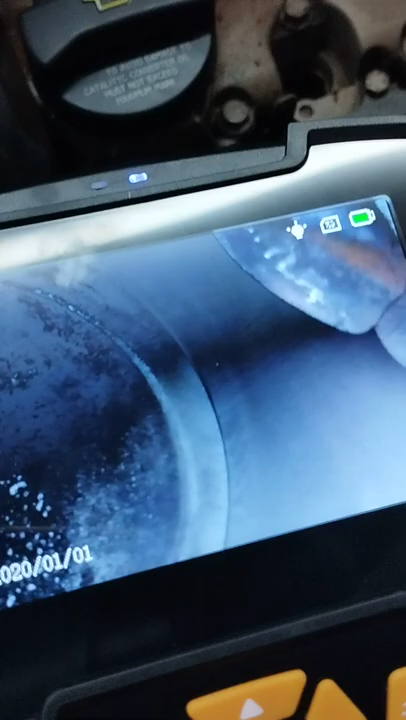 TO AVOID DAMAGE TO
CATALYTIC CONVERTER OIL
MUST NOT EXCEED
MAXIMUM MARK
2020/01/01